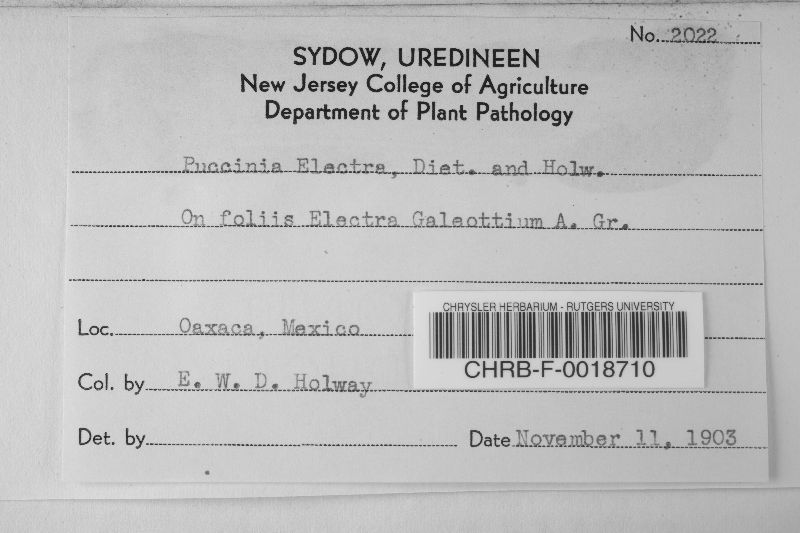 No. 2022
SYDOW, UREDINEEN
New Jersey College of Agriculture
Department of Plant Pathology
Puccinia Electra, Diet. and Holw.
On foliis Electra Galeottium A. Gr.
Loc. Oaxaca, Mexico
CHRYSLER HERBARIUM - RUTGERS UNIVERSITY
CHRB-F-0018710
Col. by E. W. D. Holway
Det. by
Date November 11, 1903